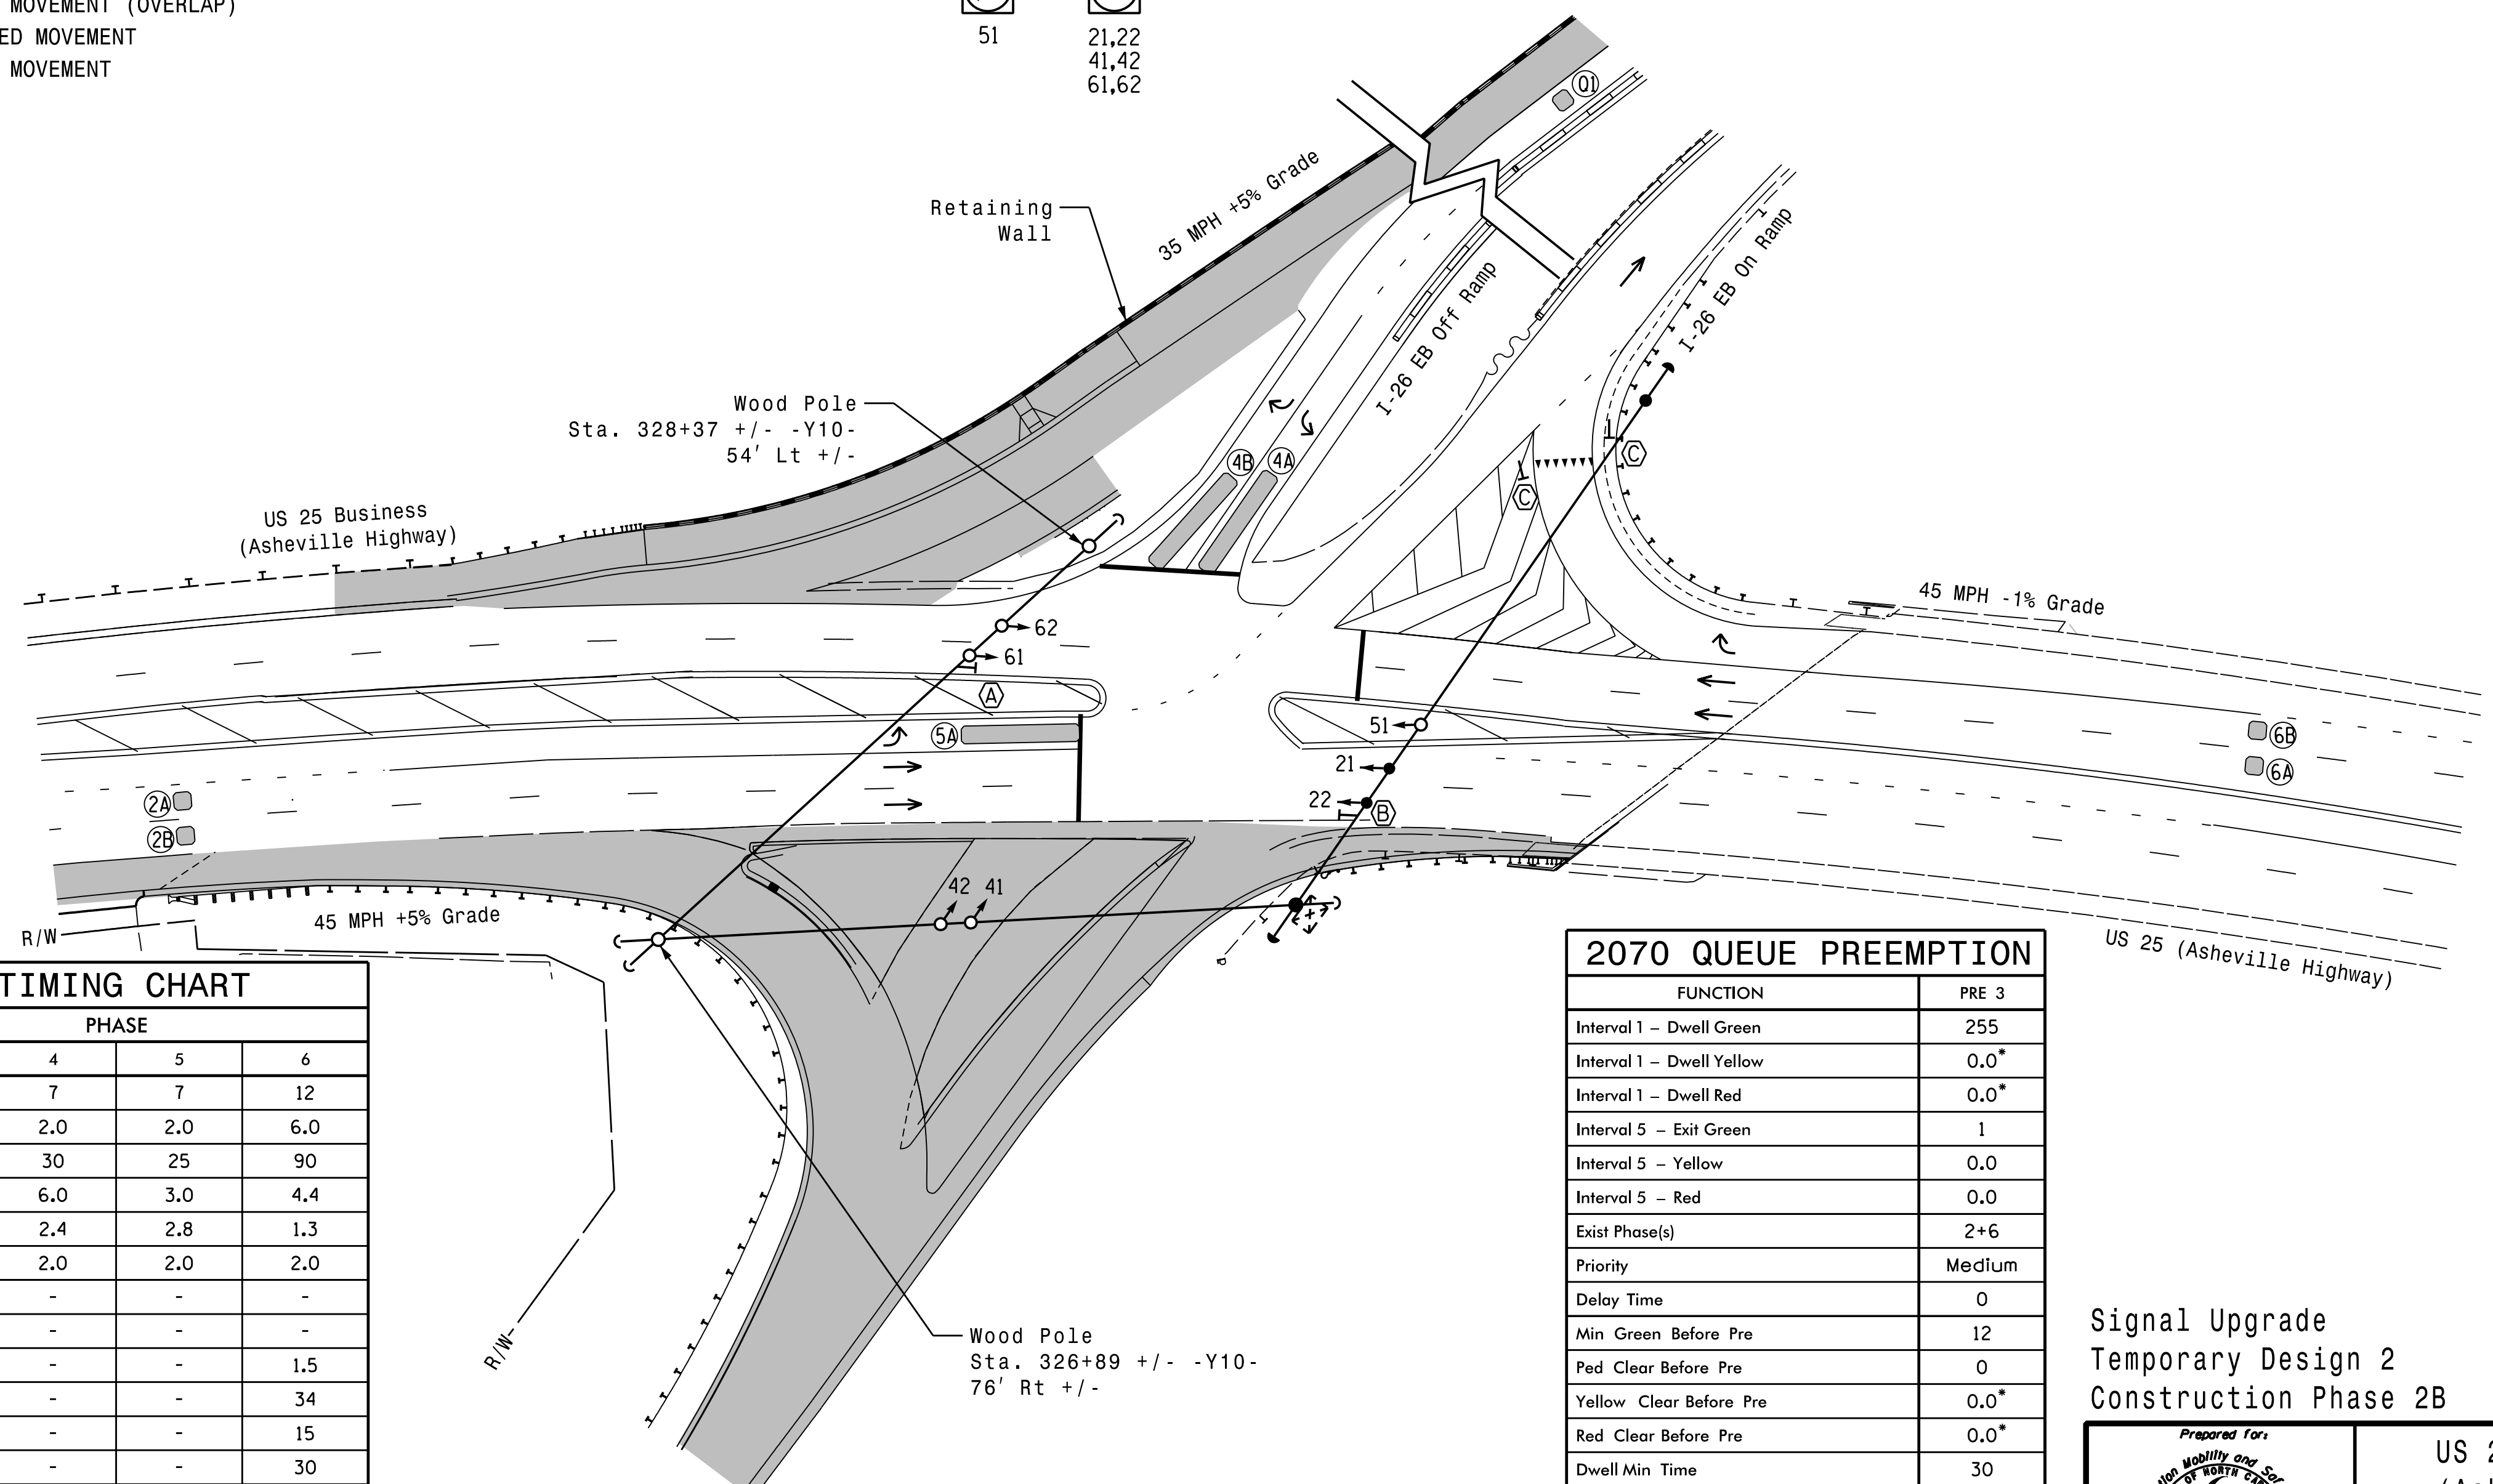 MOVEMENT (OVERLAP)
ED MOVEMENT
MOVEMENT
51
21,22
41,42
61,62
Q1
35 MPH +5% Grade
Retaining
Wall
I-26 EB On Ramp
I-26 EB Off Ramp
Wood Pole
Sta. 328+37 +/- -Y10-
54' Lt +/-
4B
4A
C
C
US 25 Business
(Asheville Highway)
45 MPH -1% Grade
62
61
A
5A
51
6B
6A
21
2A
22
B
2B
42 41
45 MPH +5% Grade
R/W
US 25 (Asheville Highway)
TIMING CHART
PHASE
4 5 6
7 7 12
2.0 2.0 6.0
30 25 90
6.0 3.0 4.4
2.4 2.8 1.3
2.0 2.0 2.0
- - -
- - -
- - 1.5
- - 34
- - 15
- - 30
R/W
Wood Pole
Sta. 326+89 +/- -Y10-
76' Rt +/-
2070 QUEUE PREEMPTION
FUNCTION PRE 3
Interval 1 – Dwell Green 255
Interval 1 – Dwell Yellow 0.0*
Interval 1 – Dwell Red 0.0*
Interval 5 – Exit Green 1
Interval 5 – Yellow 0.0
Interval 5 – Red 0.0
Exist Phase(s) 2+6
Priority Medium
Delay Time 0
Min Green Before Pre 12
Ped Clear Before Pre 0
Yellow Clear Before Pre 0.0*
Red Clear Before Pre 0.0*
Dwell Min Time 30
Signal Upgrade
Temporary Design 2
Construction Phase 2B
Prepared for:
Mobility and
OF NORTH
US